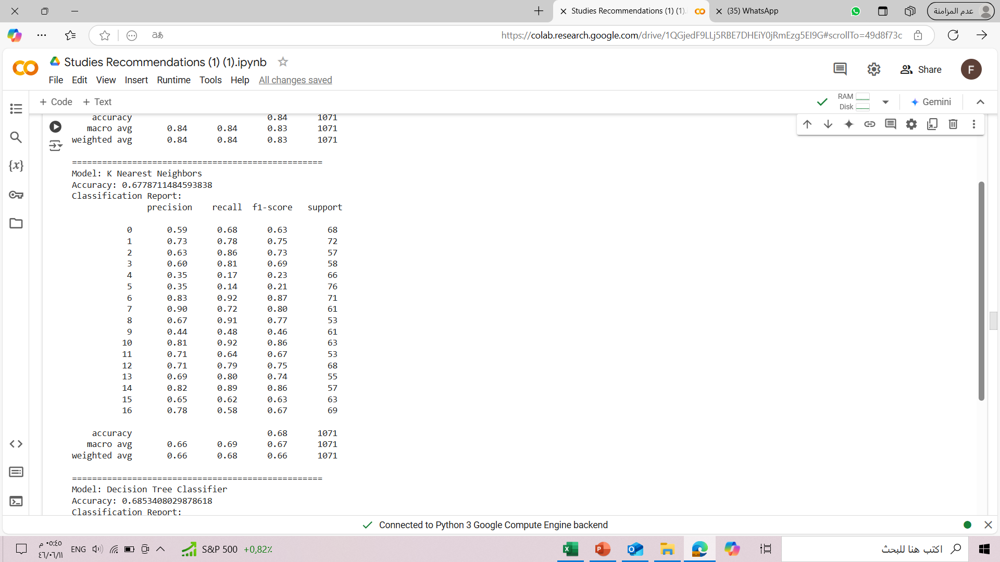 Studies Recommendations (1) (1).
(35) WhatsApp
عدم المزامنة
https://colab.research.google.com/drive/1QGjedF9LLj5RBE7DHEiY0jRmEzg5EI9G#scrollTo=49d8f73c
Studies Recommendations (1) (1).ipynb
File Edit View Insert Runtime Tools Help All changes saved
Share
F
+ Code + Text
RAM
Disk
Gemini
accuracy 0.84 1071
macro avg 0.84 0.84 0.83 1071
weighted avg 0.84 0.84 0.83 1071
==================================================
Model: K Nearest Neighbors
Accuracy: 0.6778711484593838
Classification Report:
precision recall f1-score support
0 0.59 0.68 0.63 68
1 0.73 0.78 0.75 72
2 0.63 0.86 0.73 57
3 0.60 0.81 0.69 58
4 0.35 0.17 0.23 66
5 0.35 0.14 0.21 76
6 0.83 0.92 0.87 71
7 0.90 0.72 0.80 61
8 0.67 0.91 0.77 53
9 0.44 0.48 0.46 61
10 0.81 0.92 0.86 63
11 0.71 0.64 0.67 53
12 0.71 0.79 0.75 68
13 0.69 0.80 0.74 55
14 0.82 0.89 0.86 57
15 0.65 0.62 0.63 63
16 0.78 0.58 0.67 69
accuracy 0.68 1071
macro avg 0.66 0.69 0.67 1071
weighted avg 0.66 0.68 0.66 1071
==================================================
Model: Decision Tree Classifier
Accuracy: 0.6853408029878618
Classification Report:
Connected to Python 3 Google Compute Engine backend
٠٥:٤٥ م
٤٦/٠٦/١١
ENG
S&P 500 +0,82٪
اكتب هنا للبحث